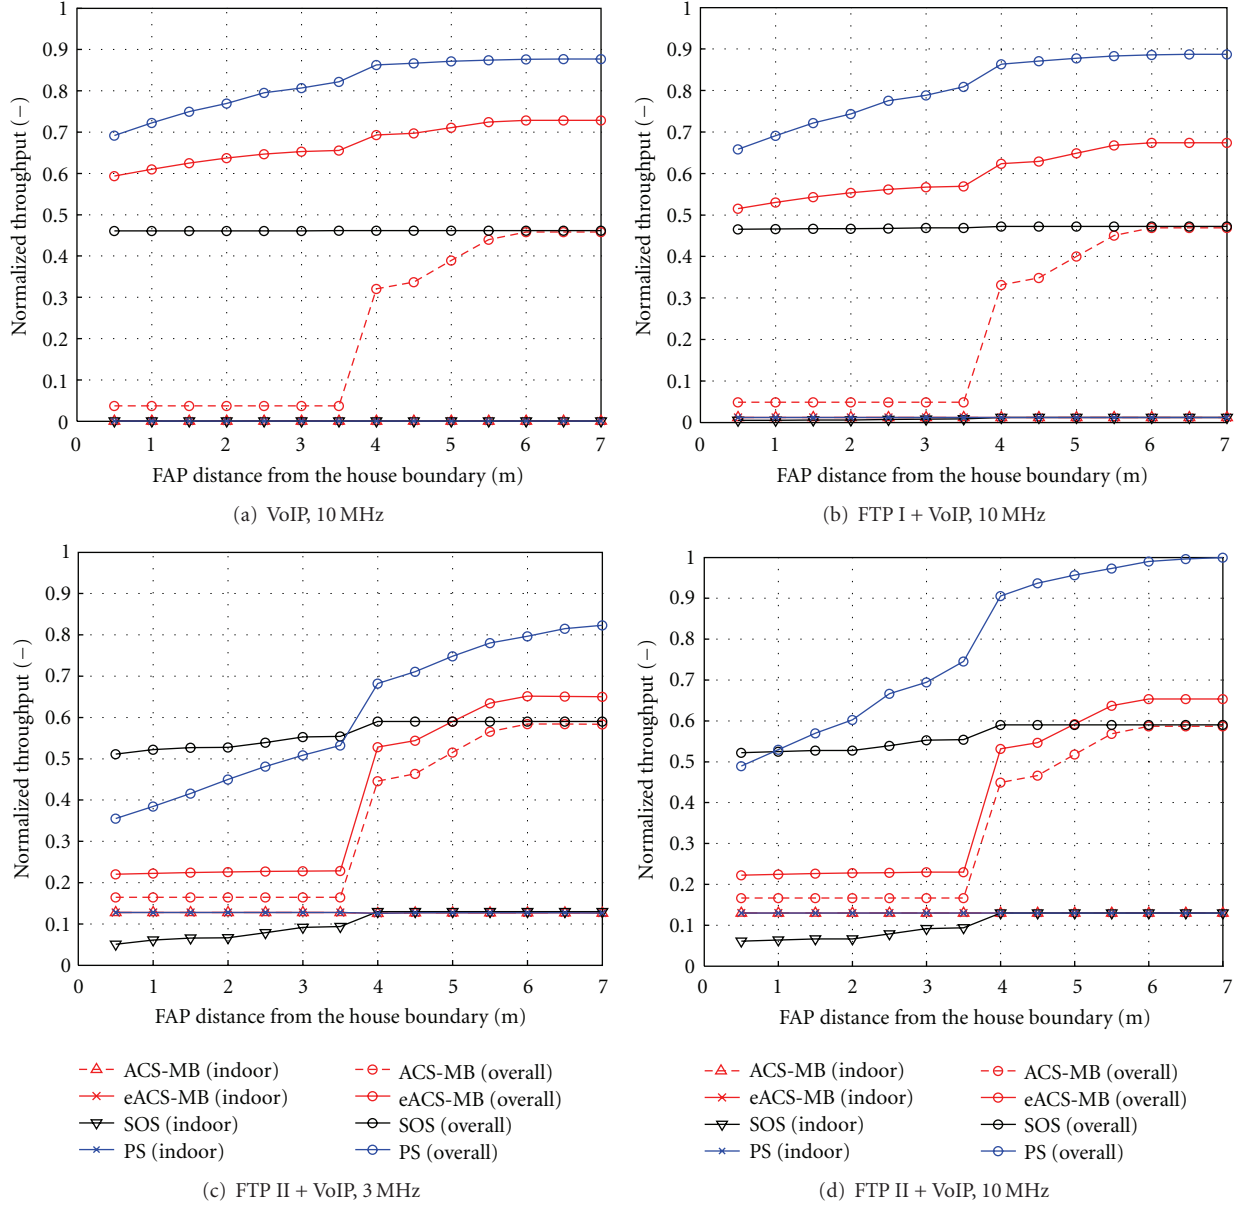 1
0.9
0.8
0.7
0.6
0.5
0.4
0.3
0.2
0.1
0
Normalized throughput (−)
0 1 2 3 4 5 6 7
FAP distance from the house boundary (m)
(a) VoIP, 10 MHz
1
0.9
0.8
0.7
0.6
0.5
0.4
0.3
0.2
0.1
0
Normalized throughput (−)
0 1 2 3 4 5 6 7
FAP distance from the house boundary (m)
(b) FTP I + VoIP, 10 MHz
1
0.9
0.8
0.7
0.6
0.5
0.4
0.3
0.2
0.1
0
Normalized throughput (−)
0 1 2 3 4 5 6 7
FAP distance from the house boundary (m)
ACS-MB (indoor)
eACS-MB (indoor)
SOS (indoor)
PS (indoor)
ACS-MB (overall)
eACS-MB (overall)
SOS (overall)
PS (overall)
(c) FTP II + VoIP, 3 MHz
1
0.9
0.8
0.7
0.6
0.5
0.4
0.3
0.2
0.1
0
Normalized throughput (−)
0 1 2 3 4 5 6 7
FAP distance from the house boundary (m)
ACS-MB (indoor)
eACS-MB (indoor)
SOS (indoor)
PS (indoor)
ACS-MB (overall)
eACS-MB (overall)
SOS (overall)
PS (overall)
(d) FTP II + VoIP, 10 MHz